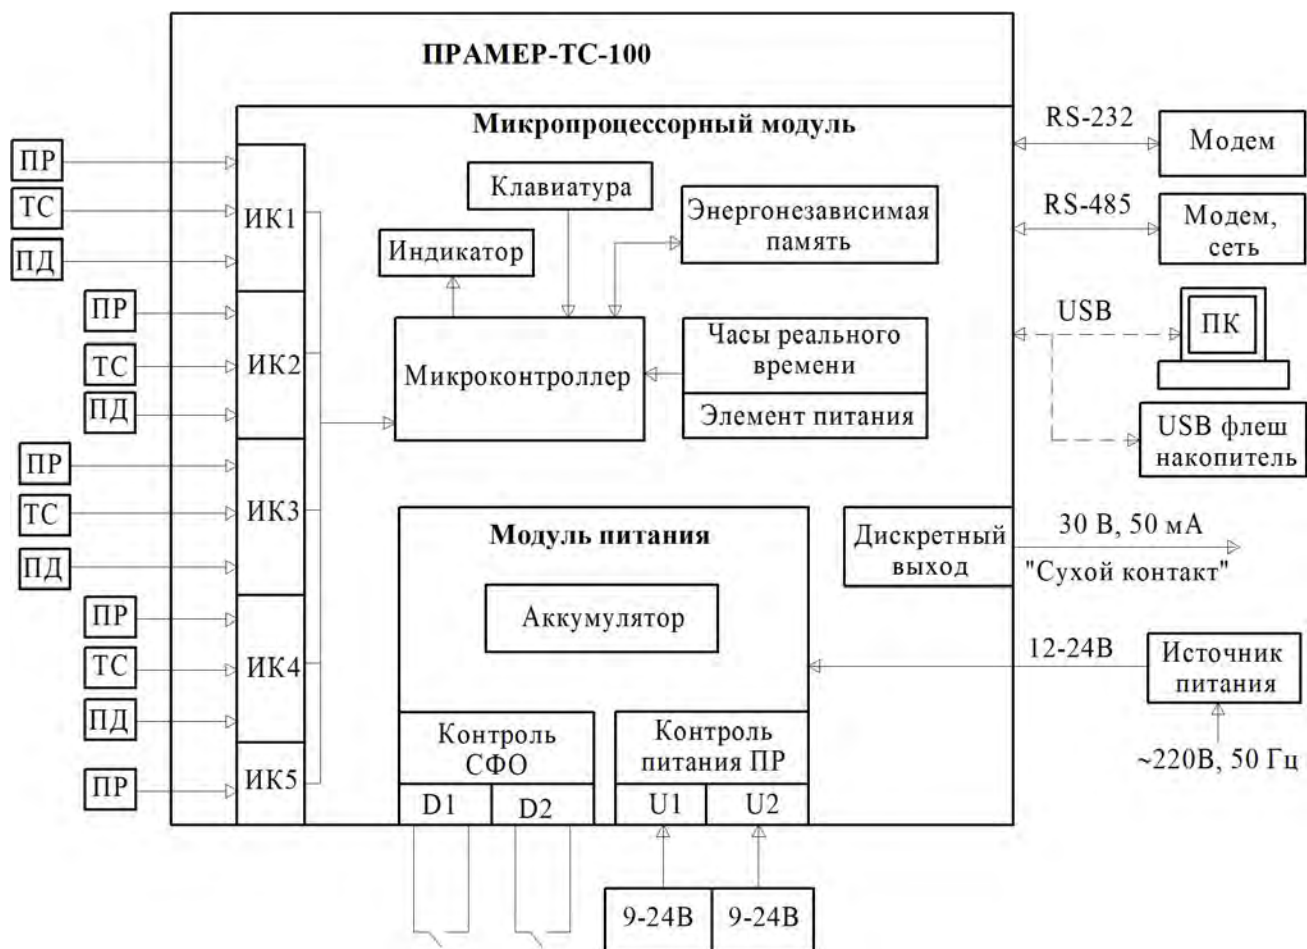 ПРАМЕР-ТС-100
Микропроцессорный модуль
ПР
ТС
ПД
ИК1
ПР
ТС
ПД
ИК2
ПР
ТС
ПД
ИК3
ПР
ТС
ПД
ИК4
ПР
ИК5
Клавиатура
Индикатор
Энергонезависимая
память
Микроконтроллер
Часы реального
времени
Элемент питания
RS-232
Модем
RS-485
Модем,
сеть
USB
ПК
USB флеш
накопитель
Модуль питания
Аккумулятор
Дискретный
выход
30 В, 50 мА
"Сухой контакт"
12-24В
Источник
питания
~220В, 50 Гц
Контроль
СФО
D1
D2
Контроль
питания ПР
U1
U2
9-24В
9-24В